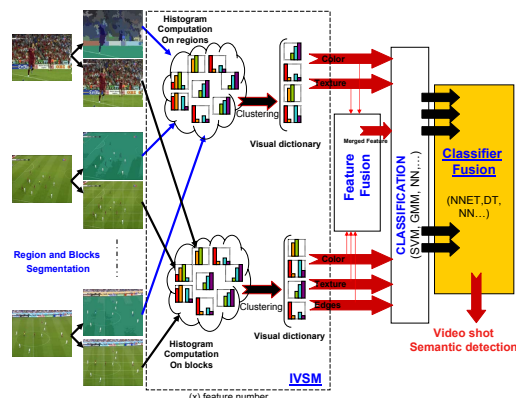 Histogram
Computation
On regions
Clustering
Visual dictionary
Color
Texture
Feature
Fusion
Merged Feature
CLASSIFICATION
(SVM, GMM, NN,…)
Classifier
Fusion
(NNET,DT,
NN…)
Region and Blocks
Segmentation
Clustering
Color
Texture
Edges
Visual dictionary
Histogram
Computation
On blocks
IVSM
Video shot
Semantic detection
(x) feature number